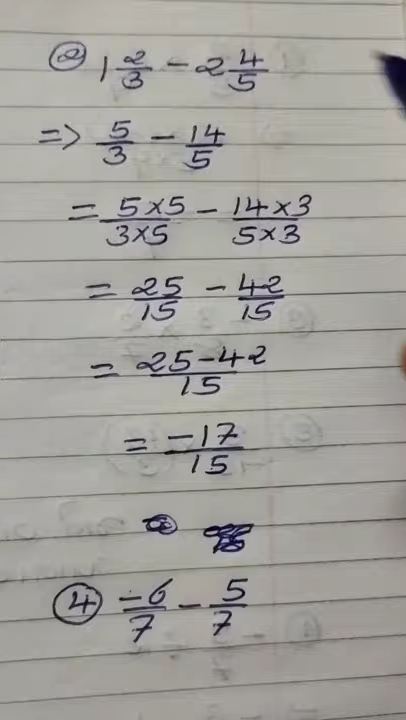 ② 1 2/3 - 2 4/5
=> 5/3 - 14/5
= 5×5/3×5 - 14×3/5×3
= 25/15 - 42/15
= 25-42/15
= -17/15
④ -6/7 - 5/7